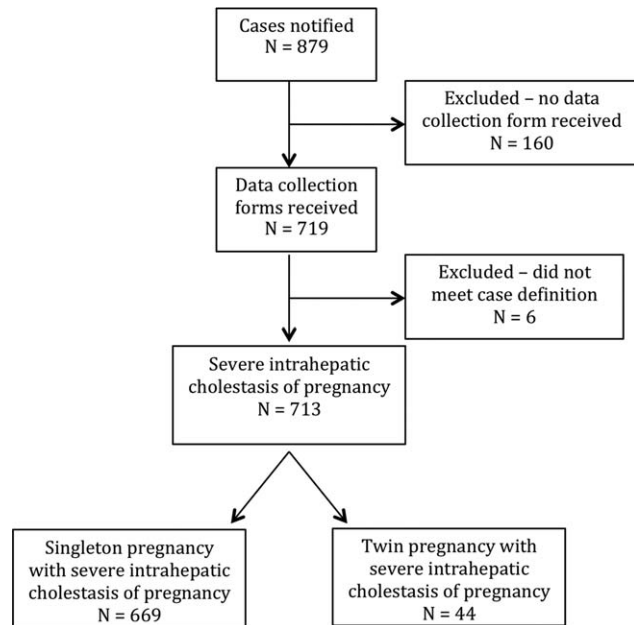 Cases notified
N = 879
Excluded – no data
collection form received
N = 160
Data collection
forms received
N = 719
Excluded – did not
meet case definition
N = 6
Severe intrahepatic
cholestasis of pregnancy
N = 713
Singleton pregnancy
with severe intrahepatic
cholestasis of pregnancy
N = 669
Twin pregnancy with
severe intrahepatic
cholestasis of pregnancy
N = 44